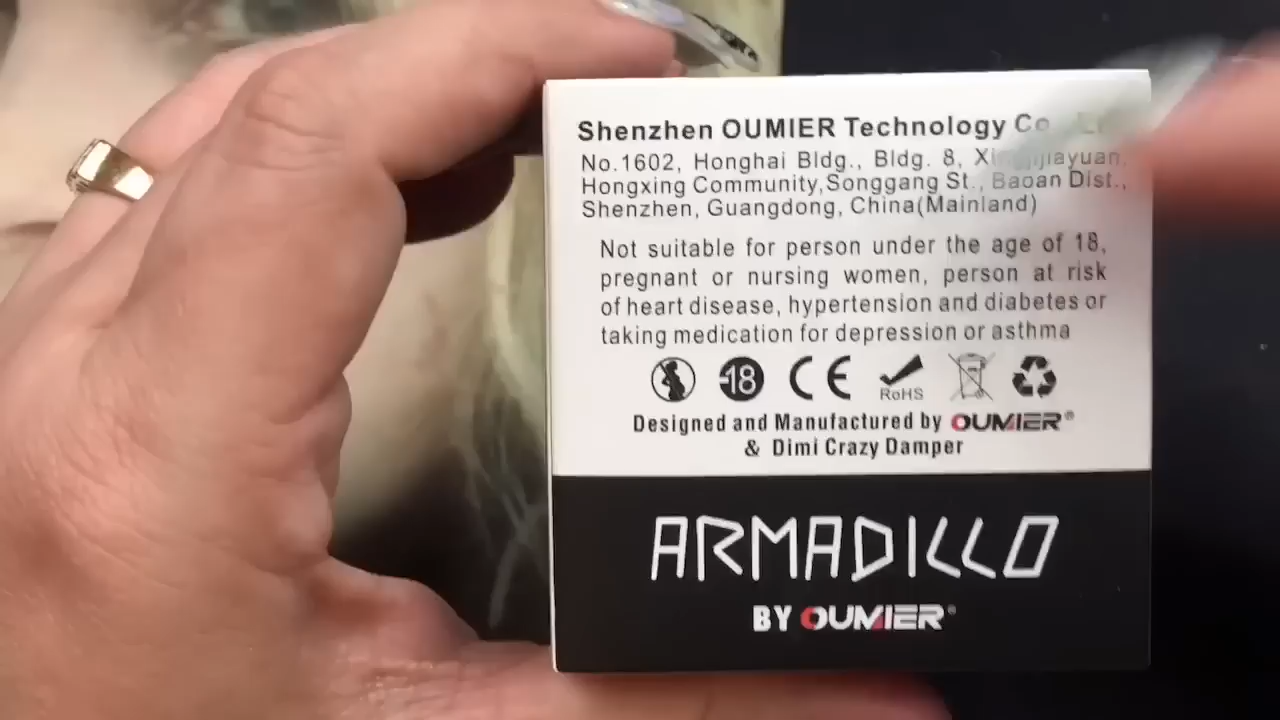 Shenzhen OUMIER Technology Co
No.1602, Honghai Bldg., Bldg. 8,
Hongxing Community,Songgang St., Baoan Dist.,
Shenzhen, Guangdong, China(Mainland)
Not suitable for person under the age of 18,
pregnant or nursing women, person at risk
of heart disease, hypertension and diabetes or
taking medication for depression or asthma
-18 CE RoHS
Designed and Manufactured by OUMIER®
& Dimi Crazy Damper
ARMADILLO
BY OUMIER®